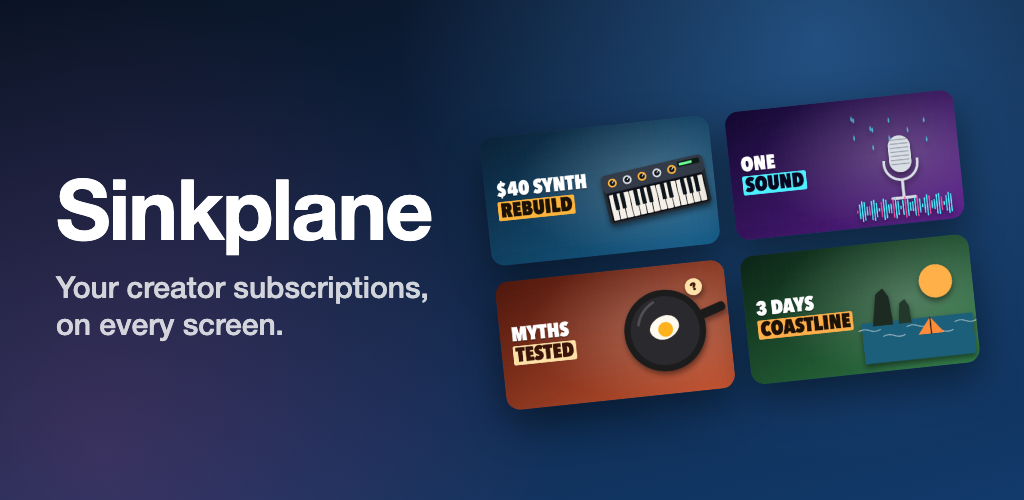 Sinkplane
Your creator subscriptions,
on every screen.
$40 SYNTH
REBUILD
ONE
SOUND
MYTHS
TESTED
?
3 DAYS
COASTLINE